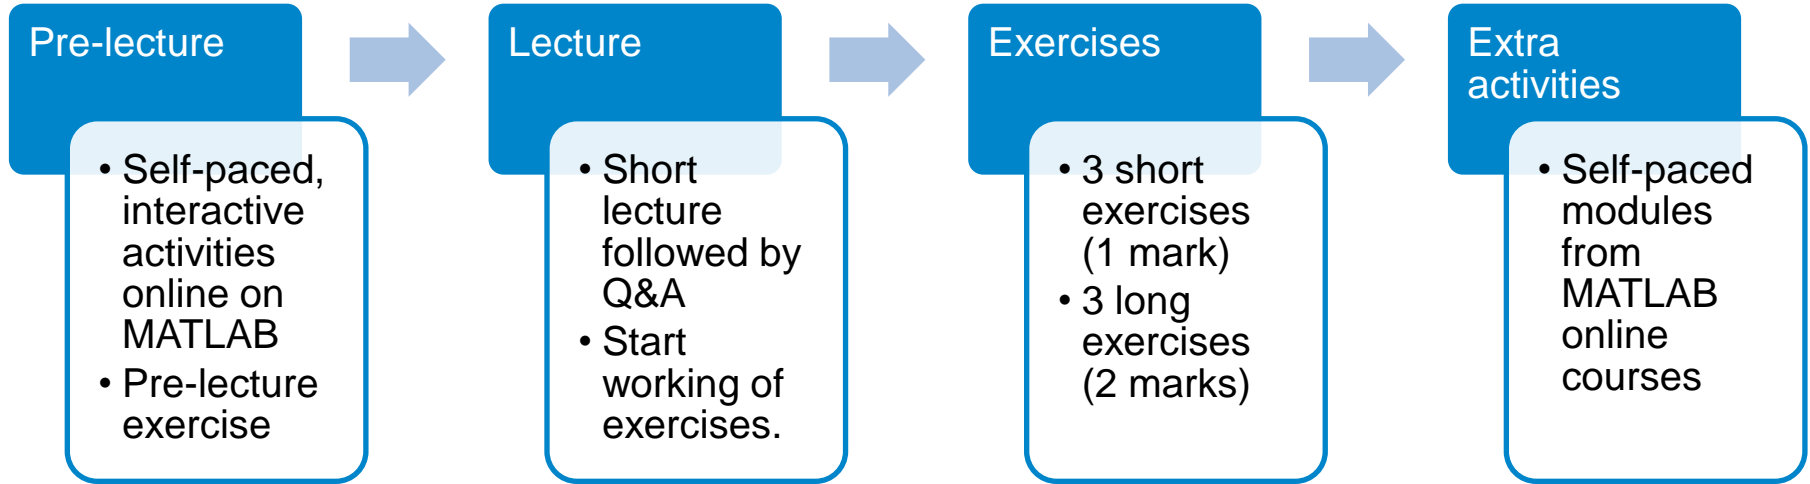 Pre-lecture
• Self-paced,
interactive
activities
online on
MATLAB
• Pre-lecture
exercise
Lecture
• Short
lecture
followed by
Q&A
• Start
working of
exercises.
Exercises
• 3 short
exercises
(1 mark)
• 3 long
exercises
(2 marks)
Extra
activities
• Self-paced
modules
from
MATLAB
online
courses